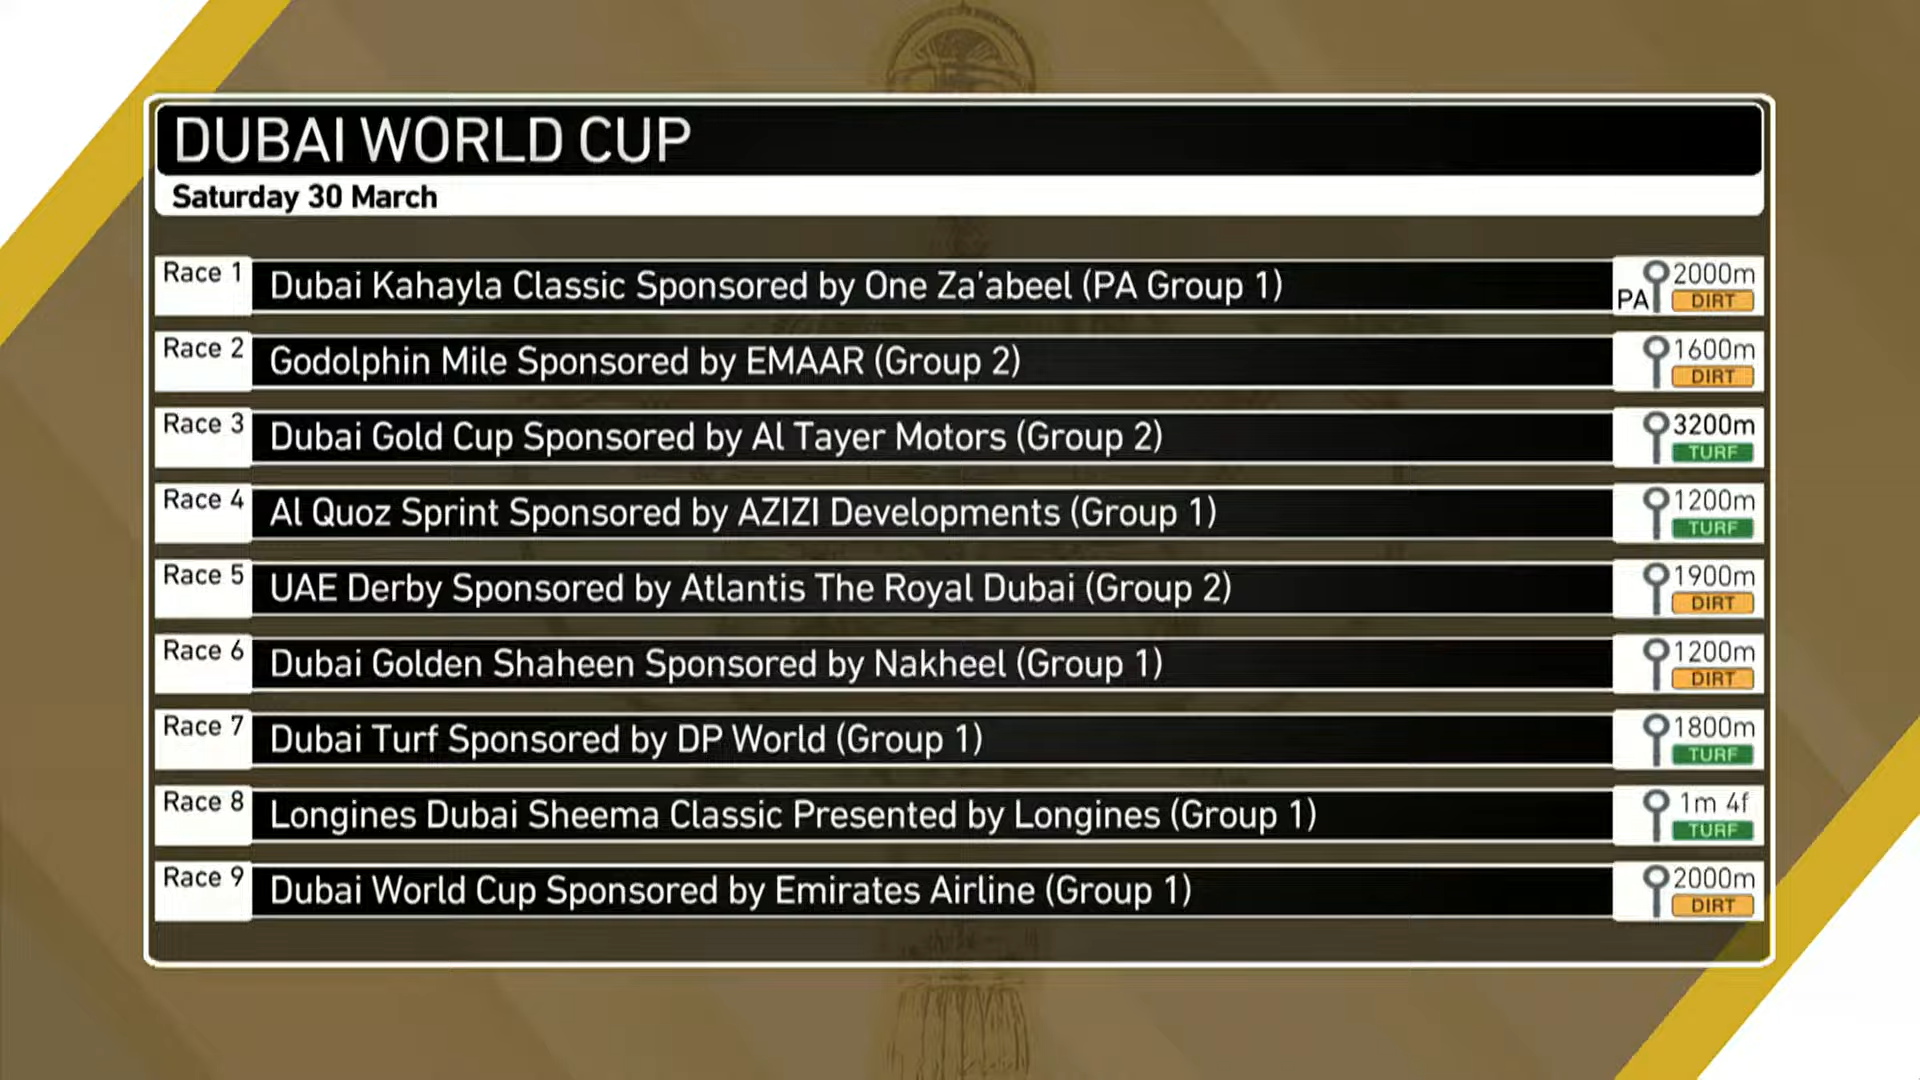 DUBAI WORLD CUP
Saturday 30 March
Race 1 Dubai Kahayla Classic Sponsored by One Za'abeel (PA Group 1) PA 2000m DIRT
Race 2 Godolphin Mile Sponsored by EMAAR (Group 2) 1600m DIRT
Race 3 Dubai Gold Cup Sponsored by Al Tayer Motors (Group 2) 3200m TURF
Race 4 Al Quoz Sprint Sponsored by AZIZI Developments (Group 1) 1200m TURF
Race 5 UAE Derby Sponsored by Atlantis The Royal Dubai (Group 2) 1900m DIRT
Race 6 Dubai Golden Shaheen Sponsored by Nakheel (Group 1) 1200m DIRT
Race 7 Dubai Turf Sponsored by DP World (Group 1) 1800m TURF
Race 8 Longines Dubai Sheema Classic Presented by Longines (Group 1) 1m 4f TURF
Race 9 Dubai World Cup Sponsored by Emirates Airline (Group 1) 2000m DIRT